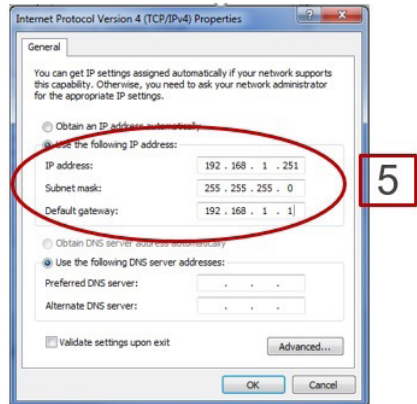 Internet Protocol Version 4 (TCP/IPv4) Properties
General
You can get IP settings assigned automatically if your network supports
this capability. Otherwise, you need to ask your network administrator
for the appropriate IP settings.
Obtain an IP address automatically
Use the following IP address:
IP address: 192 . 168 . 1 . 251
Subnet mask: 255 . 255 . 255 . 0
Default gateway: 192 . 168 . 1 . 1
5
Obtain DNS server address automatically
Use the following DNS server addresses:
Preferred DNS server: . . .
Alternate DNS server: . . .
Validate settings upon exit
Advanced...
OK Cancel